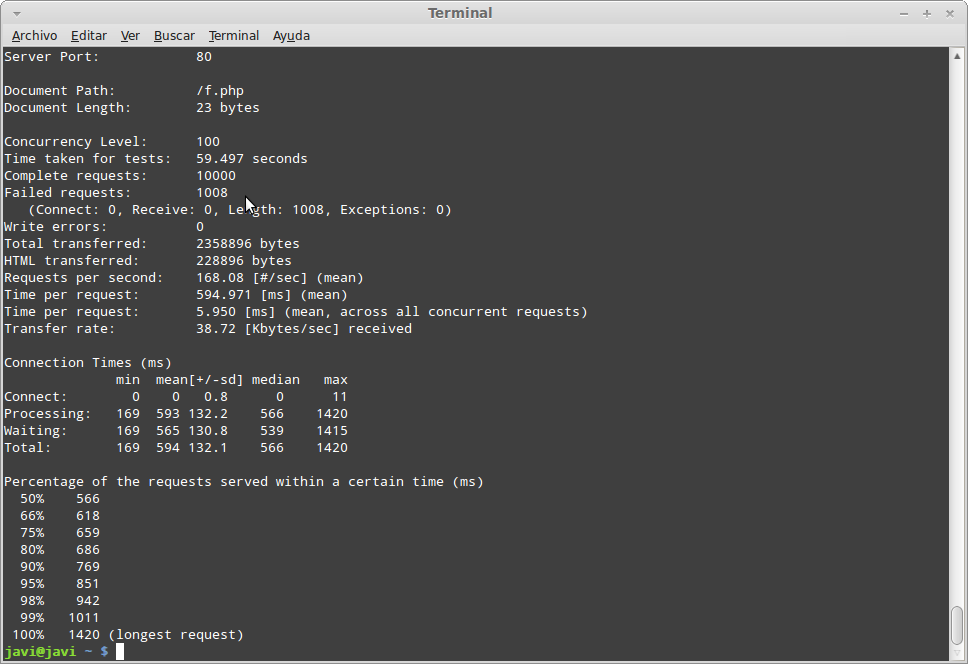 Terminal
Archivo Editar Ver Buscar Terminal Ayuda
Server Port:            80

Document Path:          /f.php
Document Length:        23 bytes

Concurrency Level:      100
Time taken for tests:   59.497 seconds
Complete requests:      10000
Failed requests:        1008
   (Connect: 0, Receive: 0, Length: 1008, Exceptions: 0)
Write errors:           0
Total transferred:      2358896 bytes
HTML transferred:       228896 bytes
Requests per second:    168.08 [#/sec] (mean)
Time per request:       594.971 [ms] (mean)
Time per request:       5.950 [ms] (mean, across all concurrent requests)
Transfer rate:          38.72 [Kbytes/sec] received

Connection Times (ms)
              min  mean[+/-sd] median   max
Connect:        0    0   0.8      0      11
Processing:   169  593 132.2    566    1420
Waiting:      169  565 130.8    539    1415
Total:        169  594 132.1    566    1420

Percentage of the requests served within a certain time (ms)
  50%    566
  66%    618
  75%    659
  80%    686
  90%    769
  95%    851
  98%    942
  99%   1011
 100%   1420 (longest request)
javi@javi ~ $